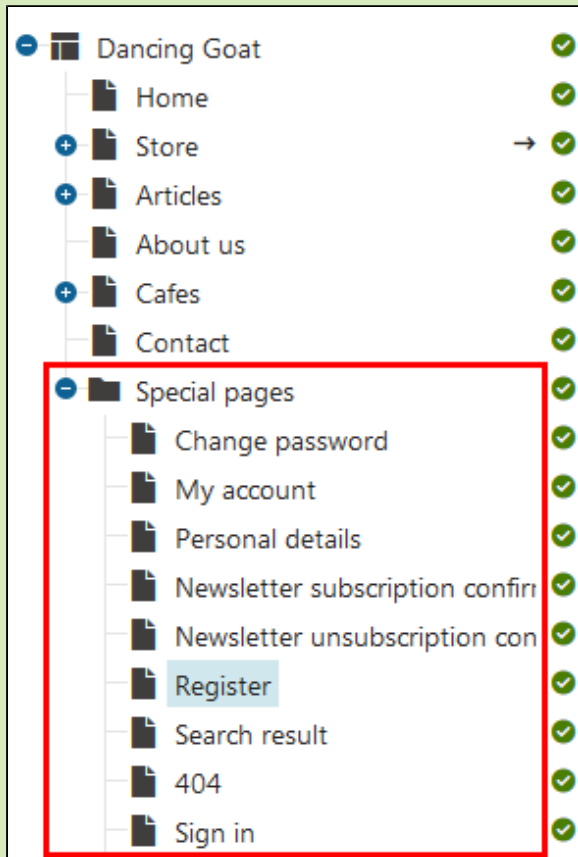 Dancing Goat
Home
Store
Articles
About us
Cafes
Contact
Special pages
Change password
My account
Personal details
Newsletter subscription confirm
Newsletter unsubscription con
Register
Search result
404
Sign in